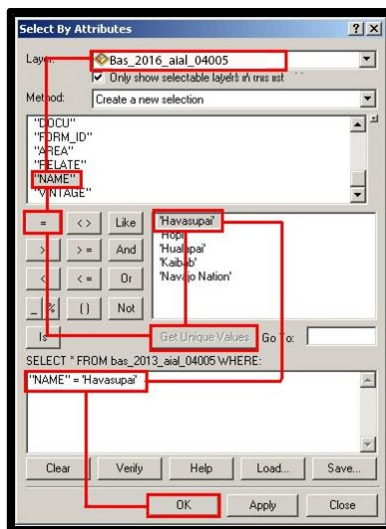 Select By Attributes
Layer: Bas_2016_aial_04005
Only show selectable layers in this list
Method: Create a new selection
"DOCU"
"FORM_ID"
"AREA"
"RELATE"
"NAME"
"VINTAGE"
= <> Like 'Havasupai'
'Hopi'
> >= And 'Hualapai'
'Kaibab'
< <= Or 'Navajo Nation'
_ % () Not
Is Get Unique Values Go To:
SELECT * FROM bas_2013_aial_04005 WHERE:
"NAME" = 'Havasupai'
Clear Verify Help Load... Save...
OK Apply Close